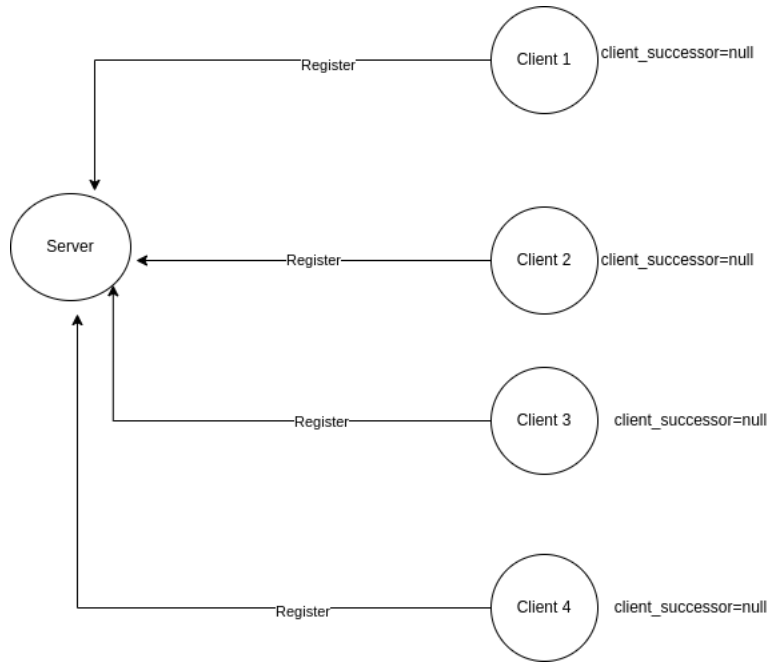 Client 1
client_successor=null
Register
Server
Client 2
client_successor=null
Register
Client 3
client_successor=null
Register
Client 4
client_successor=null
Register